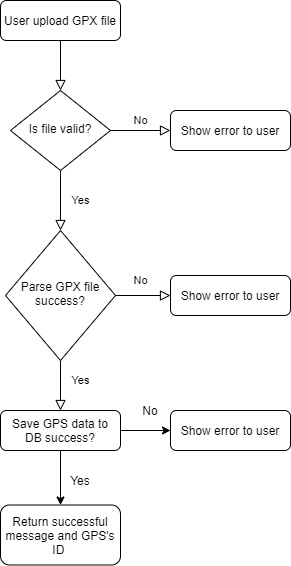 User upload GPX file
Is file valid?
No
Show error to user
Yes
Parse GPX file
success?
No
Show error to user
Yes
Save GPS data to
DB success?
No
Show error to user
Yes
Return successful
message and GPS's
ID